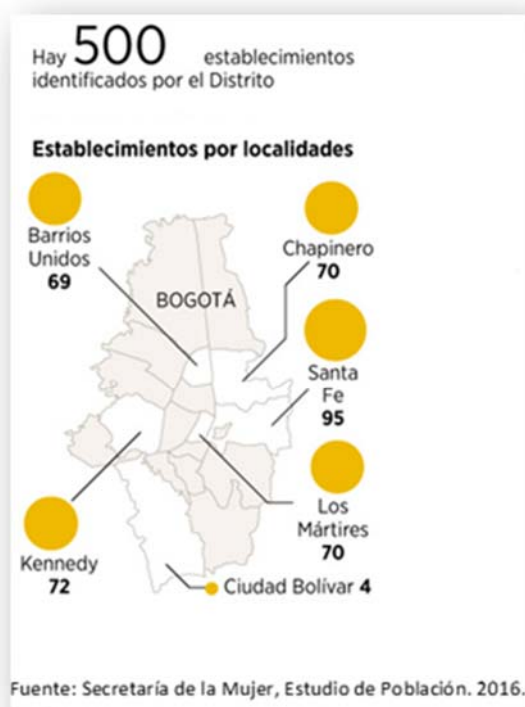 Hay 500 establecimientos
identificados por el Distrito
Establecimientos por localidades
Barrios
Unidos
69
Chapinero
70
BOGOTÁ
Santa
Fe
95
Los
Mártires
70
Kennedy
72
Ciudad Bolívar 4
Fuente: Secretaría de la Mujer, Estudio de Población. 2016.